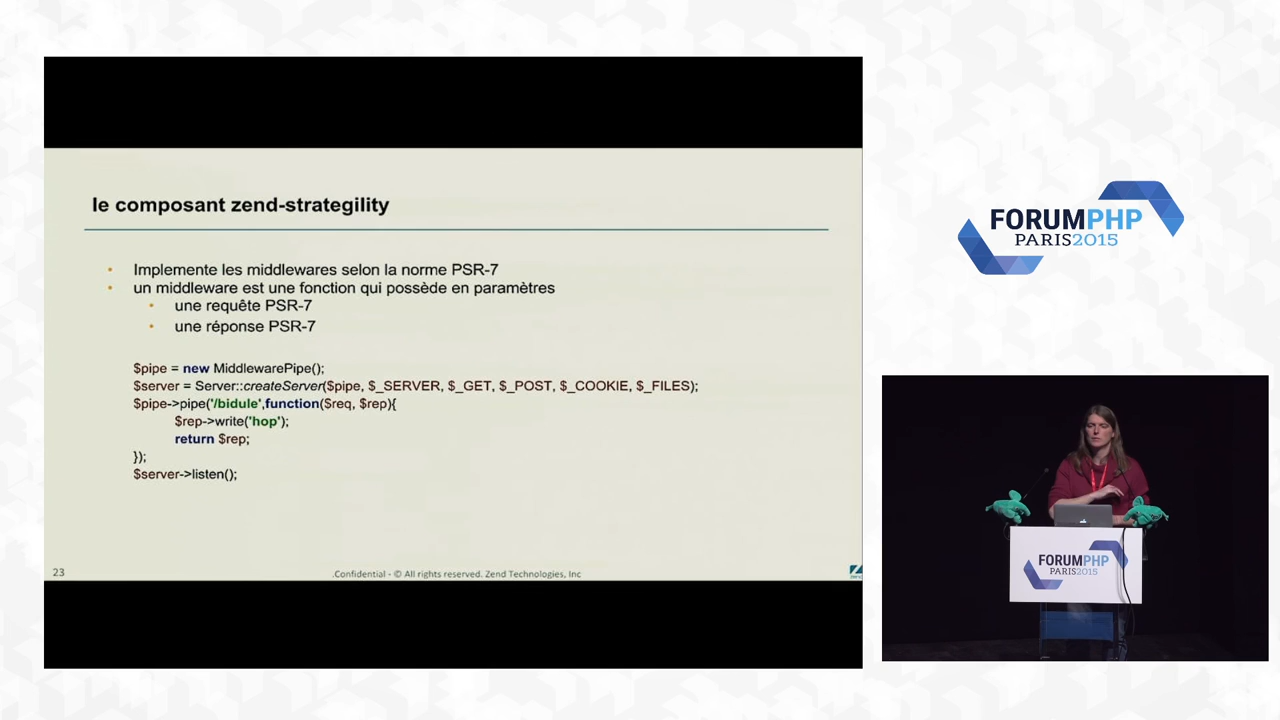 le composant zend-strategility
Implemente les middlewares selon la norme PSR-7
un middleware est une fonction qui possède en paramètres
une requête PSR-7
une réponse PSR-7
$pipe = new MiddlewarePipe();
$server = Server::createServer($pipe, $_SERVER, $_GET, $_POST, $_COOKIE, $_FILES);
$pipe->pipe('/bidule',function($req, $rep){
$rep->write('hop');
return $rep;
});
$server->listen();
23
.Confidential - © All rights reserved. Zend Technologies, Inc
FORUMPHP
PARIS2015
FORUMPHP
PARIS2015